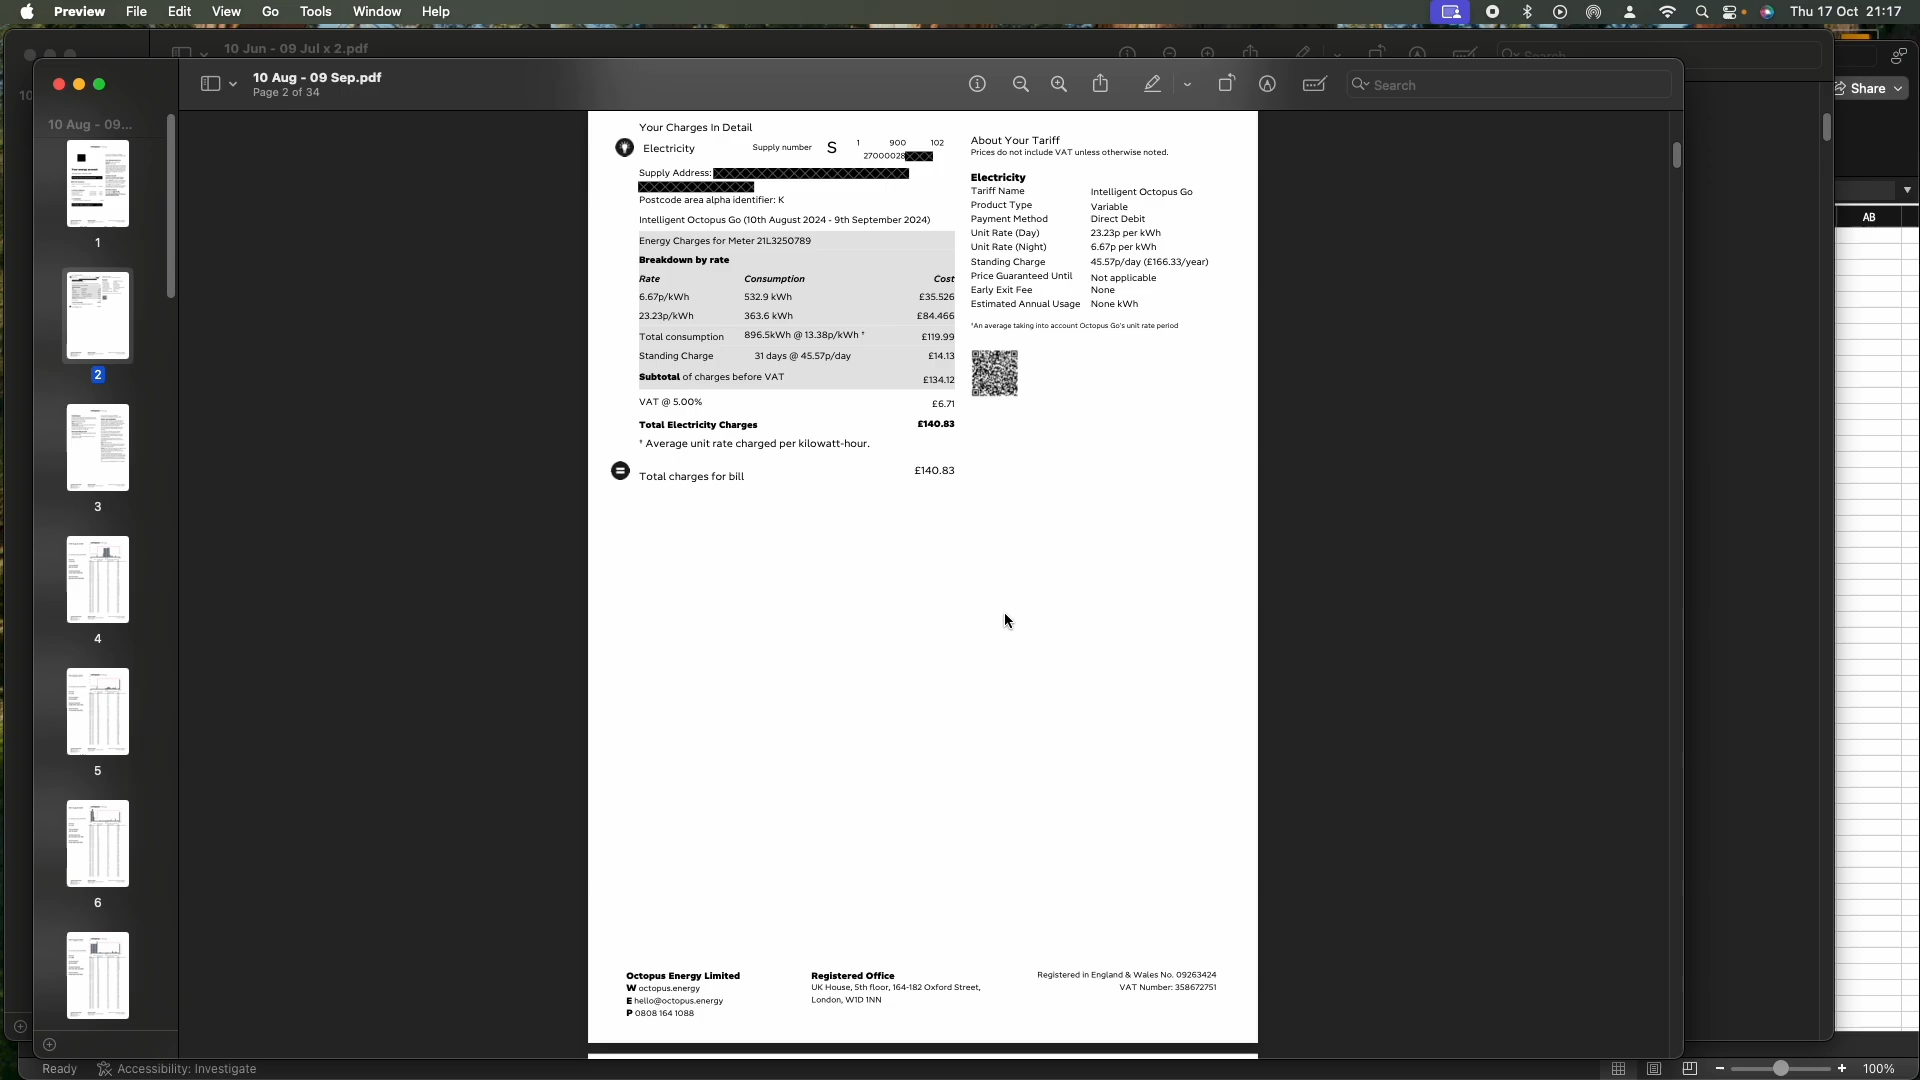 Preview File Edit View Go Tools Window Help Thu 17 Oct 21:17
10 Jun - 09 Jul x 2.pdf
Search
10 Aug - 09 Sep.pdf
Page 2 of 34
Search
Share
10 Aug - 09...
1
2
3
4
5
6
AB
Your Charges In Detail
Electricity Supply number S 1 900 102
27000028
Supply Address:
Postcode area alpha identifier: K
Intelligent Octopus Go (10th August 2024 - 9th September 2024)
Energy Charges for Meter 21L3250789
Breakdown by rate
Rate Consumption Cost
6.67p/kWh 532.9 kWh £35.526
23.23p/kWh 363.6 kWh £84.466
Total consumption 896.5kWh @ 13.38p/kWh † £119.99
Standing Charge 31 days @ 45.57p/day £14.13
Subtotal of charges before VAT £134.12
VAT @ 5.00% £6.71
Total Electricity Charges £140.83
† Average unit rate charged per kilowatt-hour.
Total charges for bill £140.83
About Your Tariff
Prices do not include VAT unless otherwise noted.
Electricity
Tariff Name Intelligent Octopus Go
Product Type Variable
Payment Method Direct Debit
Unit Rate (Day) 23.23p per kWh
Unit Rate (Night) 6.67p per kWh
Standing Charge 45.57p/day (£166.33/year)
Price Guaranteed Until Not applicable
Early Exit Fee None
Estimated Annual Usage None kWh
†An average taking into account Octopus Go's unit rate period
Octopus Energy Limited
W octopus.energy
E hello@octopus.energy
P 0808 164 1088
Registered Office
UK House, 5th floor, 164-182 Oxford Street,
London, W1D 1NN
Registered in England & Wales No. 09263424
VAT Number: 358672751
Ready Accessibility: Investigate 100%